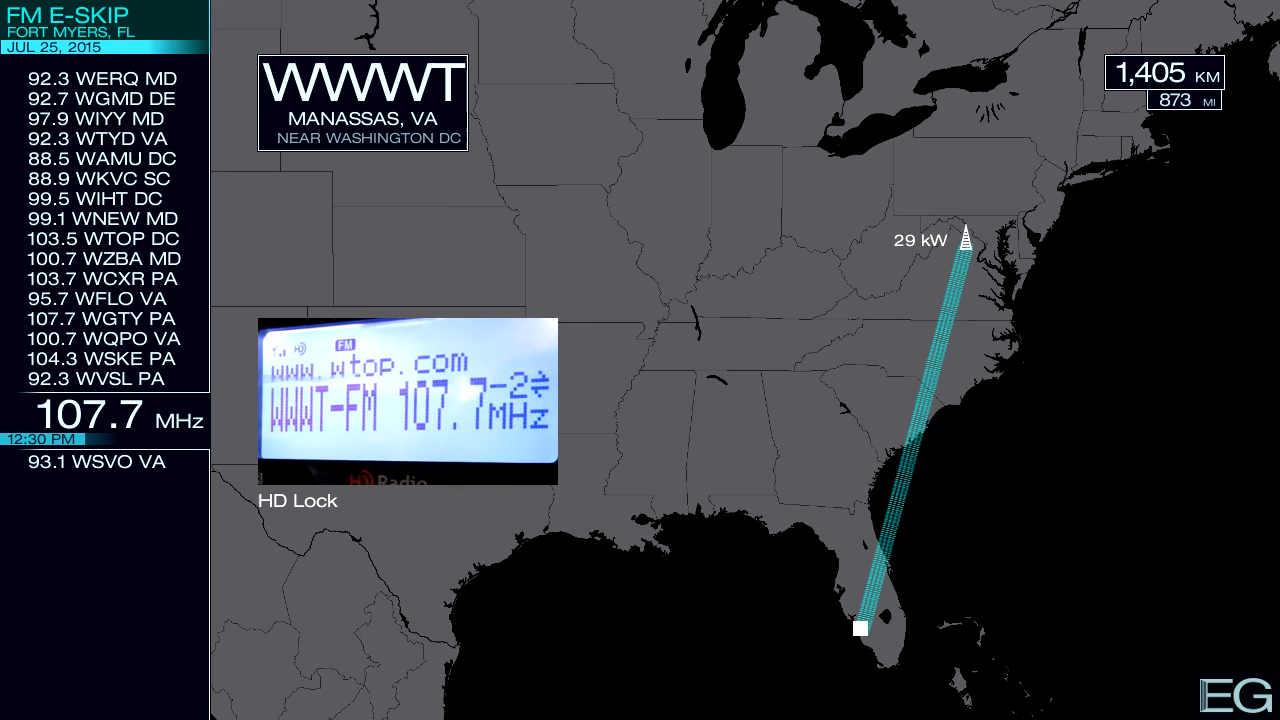 FM E-SKIP
FORT MYERS, FL
JUL 25, 2015
92.3 WERQ MD
92.7 WGMD DE
97.9 WIYY MD
92.3 WTYD VA
88.5 WAMU DC
88.9 WKVC SC
99.5 WIHT DC
99.1 WNEW MD
103.5 WTOP DC
100.7 WZBA MD
103.7 WCXR PA
95.7 WFLO VA
107.7 WGTY PA
100.7 WQPO VA
104.3 WSKE PA
92.3 WVSL PA
107.7 MHz
12:30 PM
93.1 WSVO VA
WWWT
MANASSAS, VA
NEAR WASHINGTON DC
1,405 KM
873 MI
29 kW
FM
www.wtop.com
WWWT-FM 107.7-2
MHz
HD Radio
HD Lock
EG